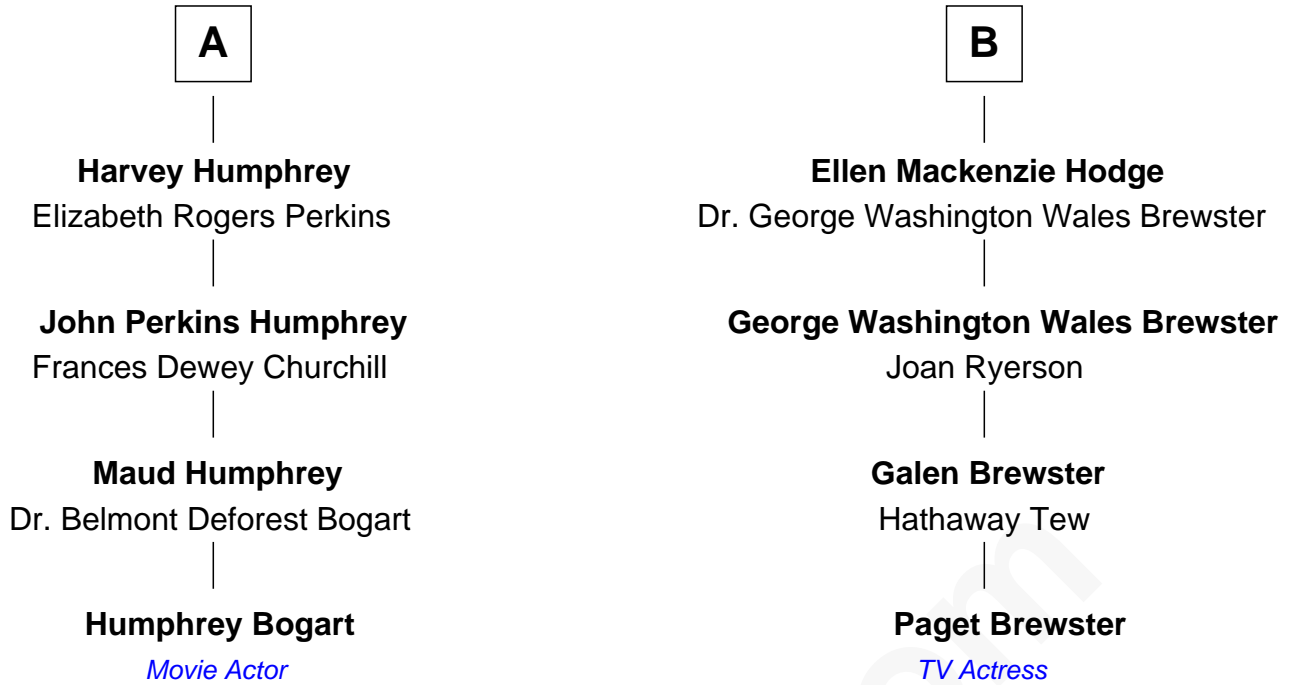 A
Harvey Humphrey
Elizabeth Rogers Perkins
John Perkins Humphrey
Frances Dewey Churchill
Maud Humphrey
Dr. Belmont Deforest Bogart
Humphrey Bogart
Movie Actor
B
Ellen Mackenzie Hodge
Dr. George Washington Wales Brewster
George Washington Wales Brewster
Joan Ryerson
Galen Brewster
Hathaway Tew
Paget Brewster
TV Actress